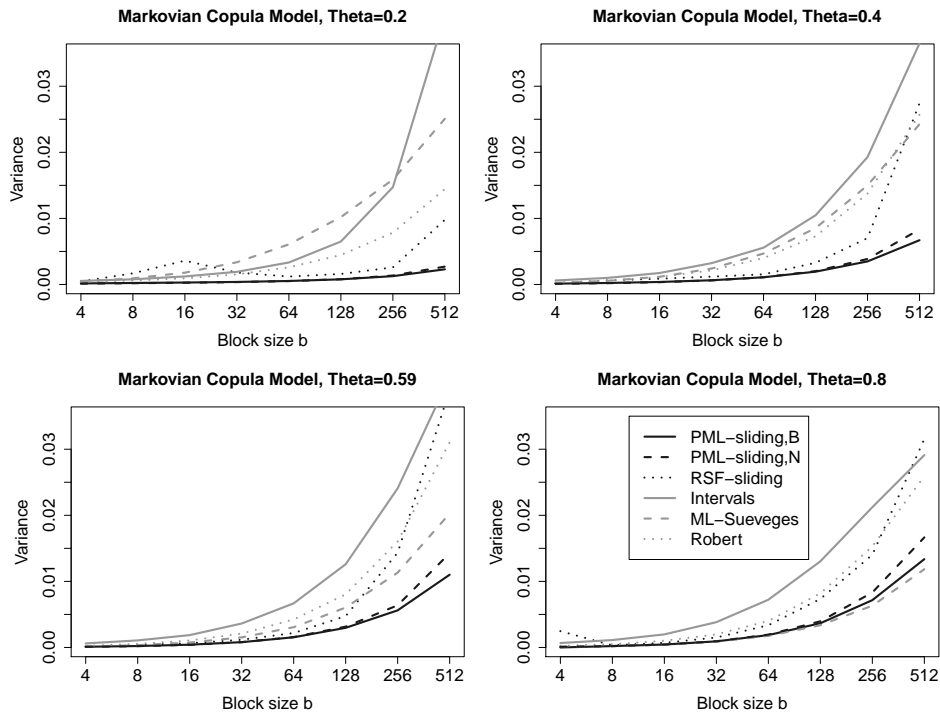 Markovian Copula Model, Theta=0.2
Variance
0.00 0.01 0.02 0.03
4 8 16 32 64 128 256 512
Block size b
Markovian Copula Model, Theta=0.4
Variance
0.00 0.01 0.02 0.03
4 8 16 32 64 128 256 512
Block size b
Markovian Copula Model, Theta=0.59
Variance
0.00 0.01 0.02 0.03
4 8 16 32 64 128 256 512
Block size b
Markovian Copula Model, Theta=0.8
Variance
0.00 0.01 0.02 0.03
PML−sliding,B
PML−sliding,N
RSF−sliding
Intervals
ML−Sueveges
Robert
4 8 16 32 64 128 256 512
Block size b